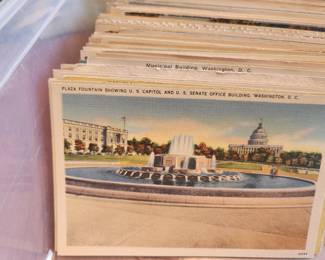 Municipal Building, Washington, D. C.
PLAZA FOUNTAIN SHOWING U. S. CAPITOL AND U. S. SENATE OFFICE BUILDING, WASHINGTON, D. C.